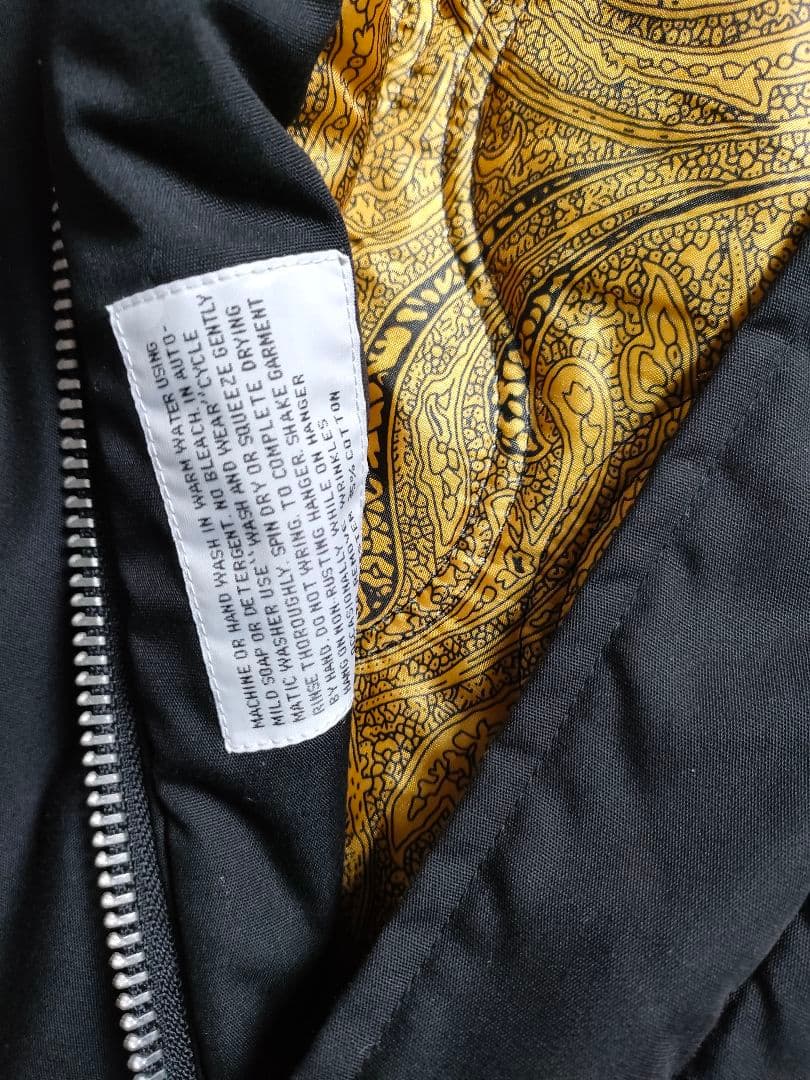 MACHINE OR HAND WASH IN WARM WATER USING
MILD SOAP OR DETERGENT. NO BLEACH. IN AUTO-
MATIC WASHER USE "WASH AND WEAR" CYCLE
RINSE THOROUGHLY. SPIN DRY OR SQUEEZE GENTLY
BY HAND. DO NOT WRING. TO COMPLETE DRYING
HANG ON NON-RUSTING HANGER. SHAKE GARMENT
OCCASIONALLY WHILE ON HANGER
WRINKLES
COTTON